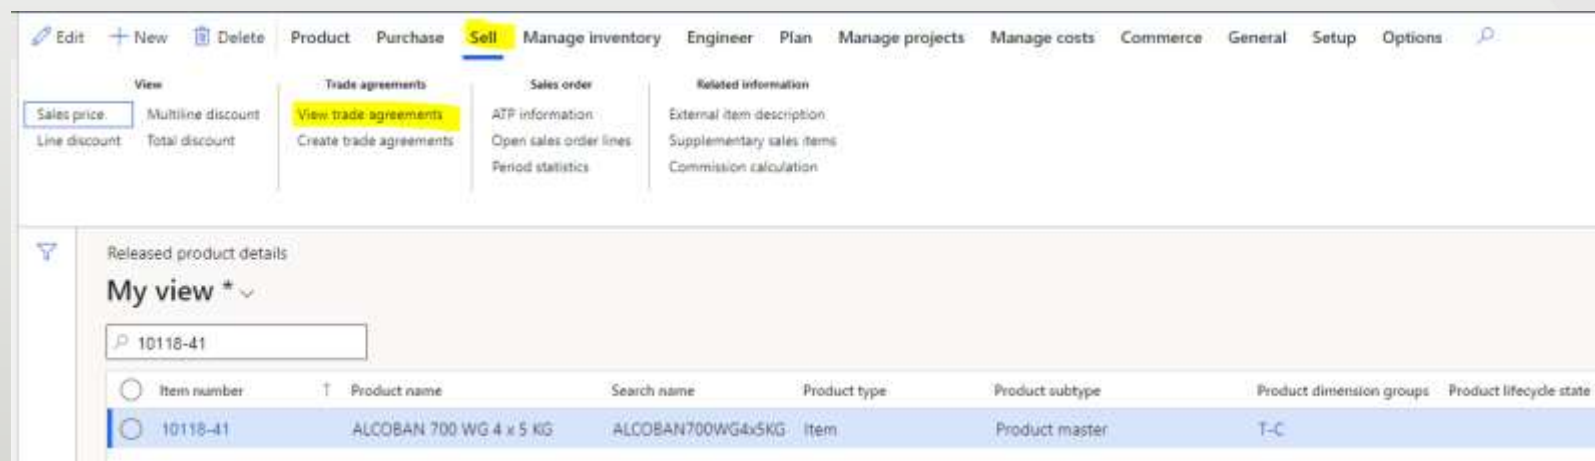 Edit New Delete Product Purchase Sell Manage inventory Engineer Plan Manage projects Manage costs Commerce General Setup Options
View Trade agreements Sales order Related information
Sales price Multiline discount View trade agreements ATP information External item description
Line discount Total discount Create trade agreements Open sales order lines Supplementary sales items
Period statistics Commission calculation
Released product details
My view *
10118-41
Item number Product name Search name Product type Product subtype Product dimension groups Product lifecycle state
10118-41 ALCOBAN 700 WG 4 x 5 KG ALCOBAN700WG4x5KG Item Product master T-C